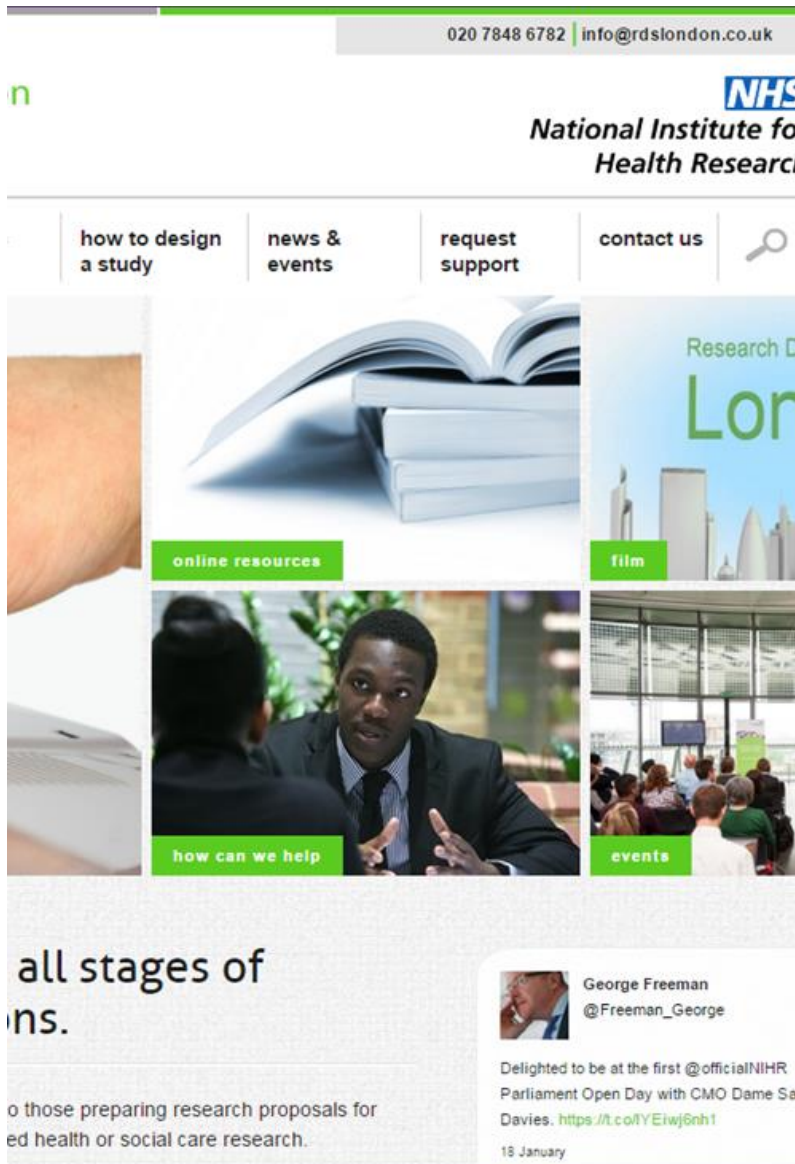 020 7848 6782 | info@rdslondon.co.uk
n
NHS
National Institute fo
Health Researc
how to design
a study
news &
events
request
support
contact us
Research D
Lon
online resources
film
how can we help
events
all stages of
ns.
George Freeman
@Freeman_George
Delighted to be at the first @officialNIHR
Parliament Open Day with CMO Dame Sa
Davies. https://t.co/IYEiwj6nh1
18 January
o those preparing research proposals for
ed health or social care research.